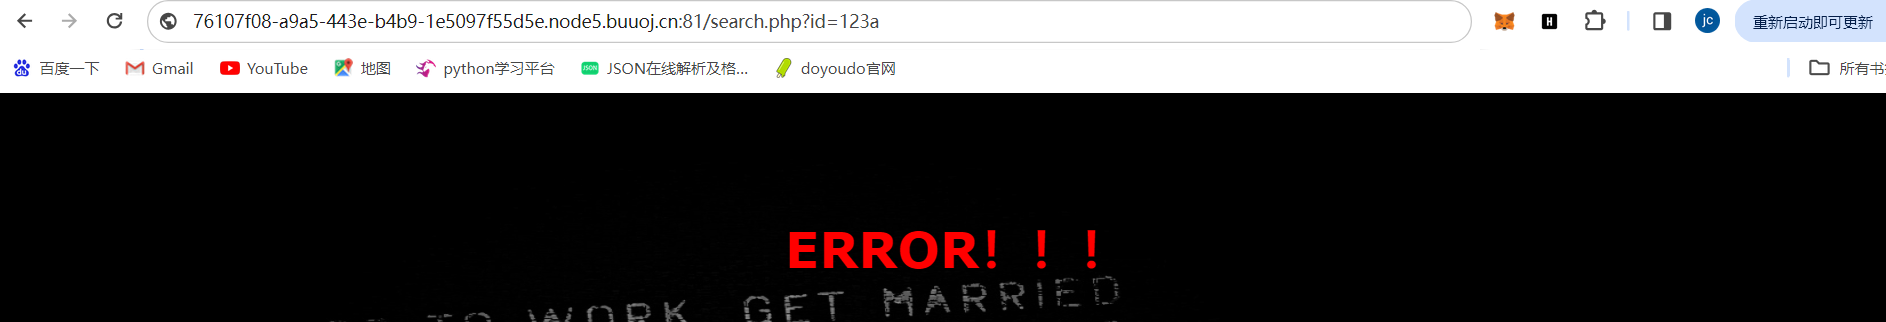 76107f08-a9a5-443e-b4b9-1e5097f55d5e.node5.buuoj.cn:81/search.php?id=123a H jc 重新启动即可更新
du 百度一下 Gmail YouTube 地图 python学习平台 JSON JSON在线解析及格... doyoudo官网 所有书
ERROR！！！
TO WORK GET MARRIED